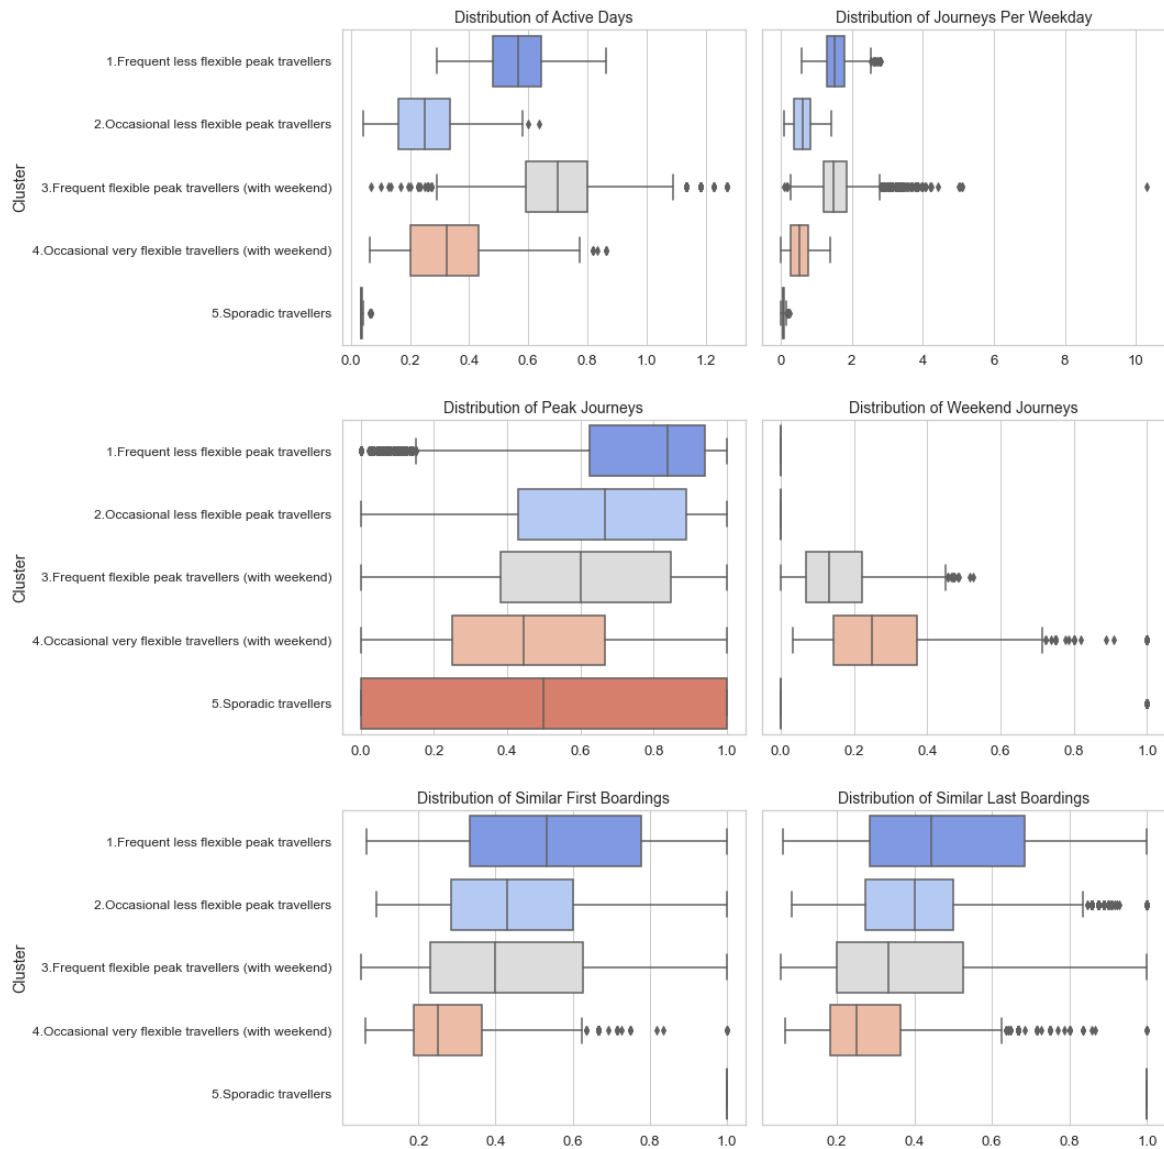 Distribution of Active Days
Distribution of Journeys Per Weekday
Cluster
1.Frequent less flexible peak travellers
2.Occasional less flexible peak travellers
3.Frequent flexible peak travellers (with weekend)
4.Occasional very flexible travellers (with weekend)
5.Sporadic travellers
0.0 0.2 0.4 0.6 0.8 1.0 1.2
0 2 4 6 8 10
Distribution of Peak Journeys
Distribution of Weekend Journeys
Cluster
1.Frequent less flexible peak travellers
2.Occasional less flexible peak travellers
3.Frequent flexible peak travellers (with weekend)
4.Occasional very flexible travellers (with weekend)
5.Sporadic travellers
0.0 0.2 0.4 0.6 0.8 1.0
0.0 0.2 0.4 0.6 0.8 1.0
Distribution of Similar First Boardings
Distribution of Similar Last Boardings
Cluster
1.Frequent less flexible peak travellers
2.Occasional less flexible peak travellers
3.Frequent flexible peak travellers (with weekend)
4.Occasional very flexible travellers (with weekend)
5.Sporadic travellers
0.2 0.4 0.6 0.8 1.0
0.2 0.4 0.6 0.8 1.0